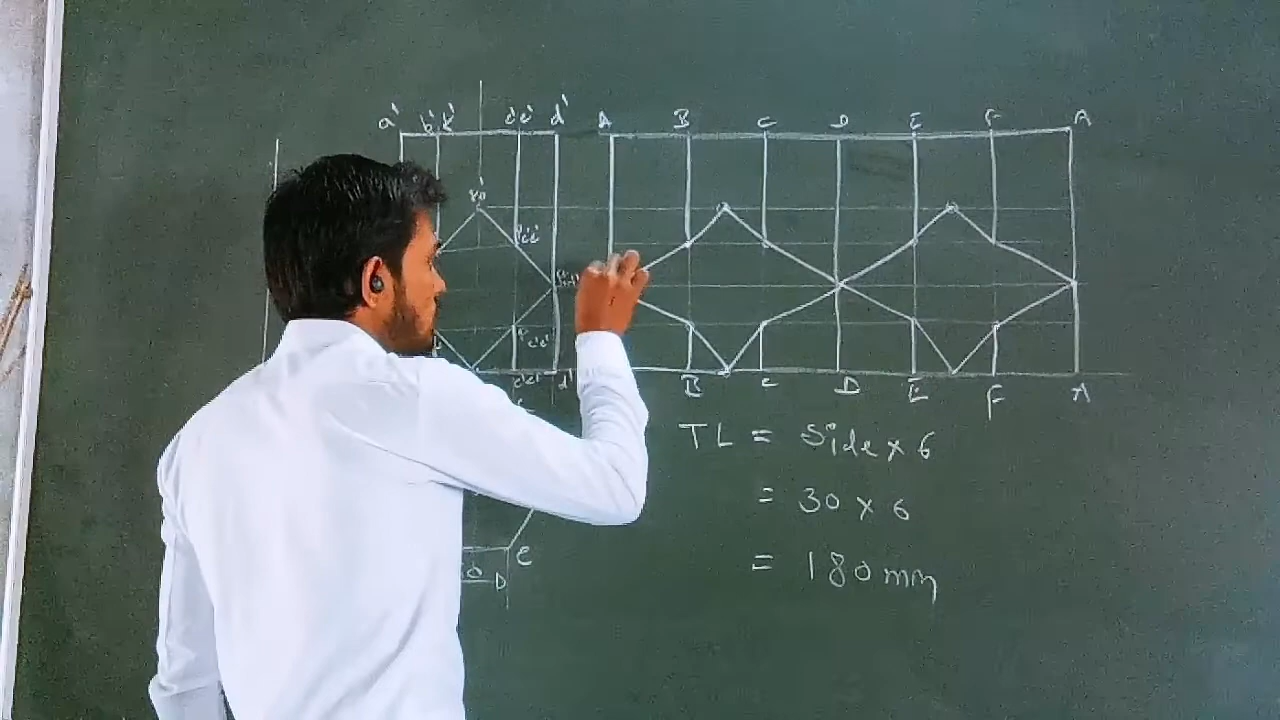 a' b'f' c'e' d' A B C D E F A
c'e'
c'e'
d' B C D E F A
TL = Side x 6
= 30 x 6
C
= 180 mm
D